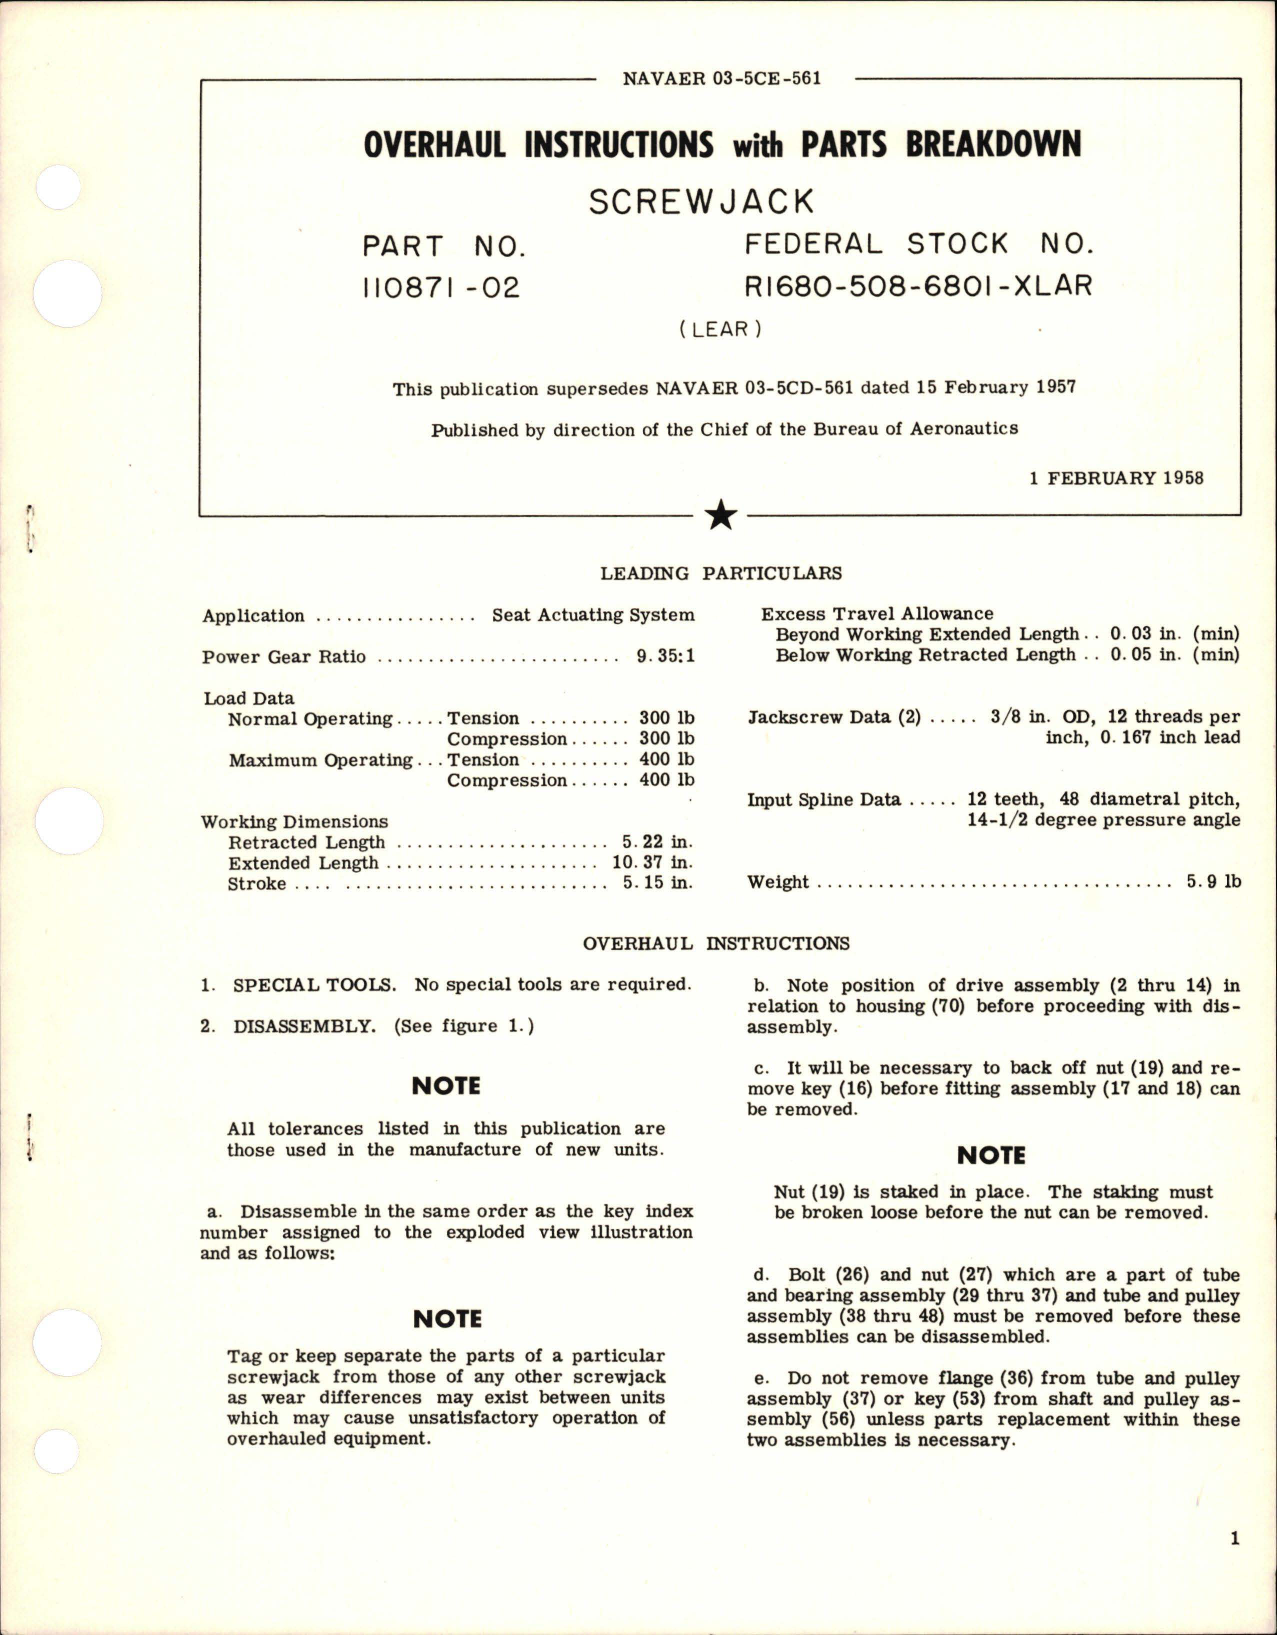 NAVAER 03-5CE-561
OVERHAUL INSTRUCTIONS with PARTS BREAKDOWN
SCREWJACK
PART NO. FEDERAL STOCK NO.
110871-02 R1680-508-6801-XLAR
(LEAR)
This publication supersedes NAVAER 03-5CD-561 dated 15 February 1957
Published by direction of the Chief of the Bureau of Aeronautics
1 FEBRUARY 1958
LEADING PARTICULARS
Application ................ Seat Actuating System
Power Gear Ratio ........................ 9.35:1
Load Data
Normal Operating.....Tension .......... 300 lb
Compression...... 300 lb
Maximum Operating...Tension .......... 400 lb
Compression...... 400 lb
Working Dimensions
Retracted Length ..................... 5.22 in.
Extended Length ..................... 10.37 in.
Stroke .... .......................... 5.15 in.
Excess Travel Allowance
Beyond Working Extended Length.. 0.03 in. (min)
Below Working Retracted Length .. 0.05 in. (min)
Jackscrew Data (2) ..... 3/8 in. OD, 12 threads per
inch, 0.167 inch lead
Input Spline Data ..... 12 teeth, 48 diametral pitch,
14-1/2 degree pressure angle
Weight ................................... 5.9 lb
OVERHAUL INSTRUCTIONS
1. SPECIAL TOOLS. No special tools are required.
2. DISASSEMBLY. (See figure 1.)
NOTE
All tolerances listed in this publication are
those used in the manufacture of new units.
a. Disassemble in the same order as the key index
number assigned to the exploded view illustration
and as follows:
NOTE
Tag or keep separate the parts of a particular
screwjack from those of any other screwjack
as wear differences may exist between units
which may cause unsatisfactory operation of
overhauled equipment.
b. Note position of drive assembly (2 thru 14) in
relation to housing (70) before proceeding with dis-
assembly.
c. It will be necessary to back off nut (19) and re-
move key (16) before fitting assembly (17 and 18) can
be removed.
NOTE
Nut (19) is staked in place. The staking must
be broken loose before the nut can be removed.
d. Bolt (26) and nut (27) which are a part of tube
and bearing assembly (29 thru 37) and tube and pulley
assembly (38 thru 48) must be removed before these
assemblies can be disassembled.
e. Do not remove flange (36) from tube and pulley
assembly (37) or key (53) from shaft and pulley as-
sembly (56) unless parts replacement within these
two assemblies is necessary.
1